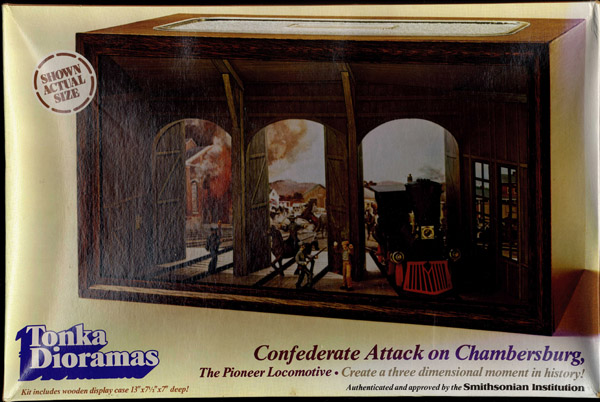 SHOWN
ACTUAL
SIZE
Tonka
Dioramas
Kit includes wooden display case 13"x7½"x7" deep!
Confederate Attack on Chambersburg,
The Pioneer Locomotive • Create a three dimensional moment in history!
Authenticated and approved by the Smithsonian Institution